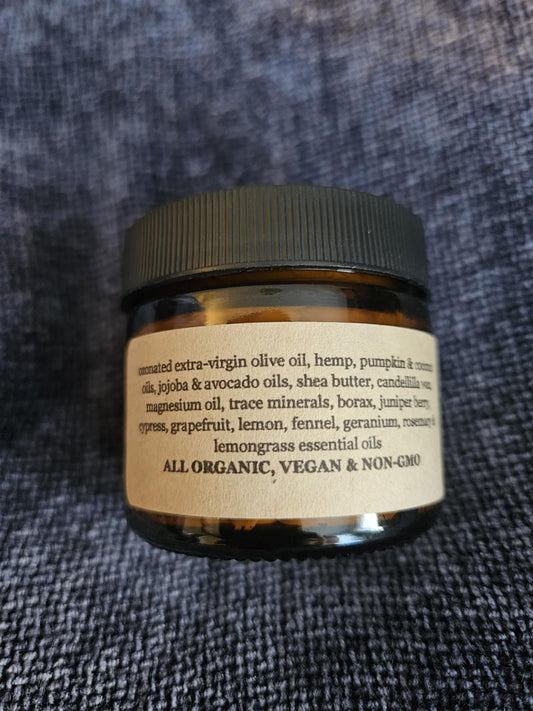 ozonated extra-virgin olive oil, hemp, pumpkin & coconut
oils, jojoba & avocado oils, shea butter, candellilla wax,
magnesium oil, trace minerals, borax, juniper berry,
cypress, grapefruit, lemon, fennel, geranium, rosemary &
lemongrass essential oils
ALL ORGANIC, VEGAN & NON-GMO